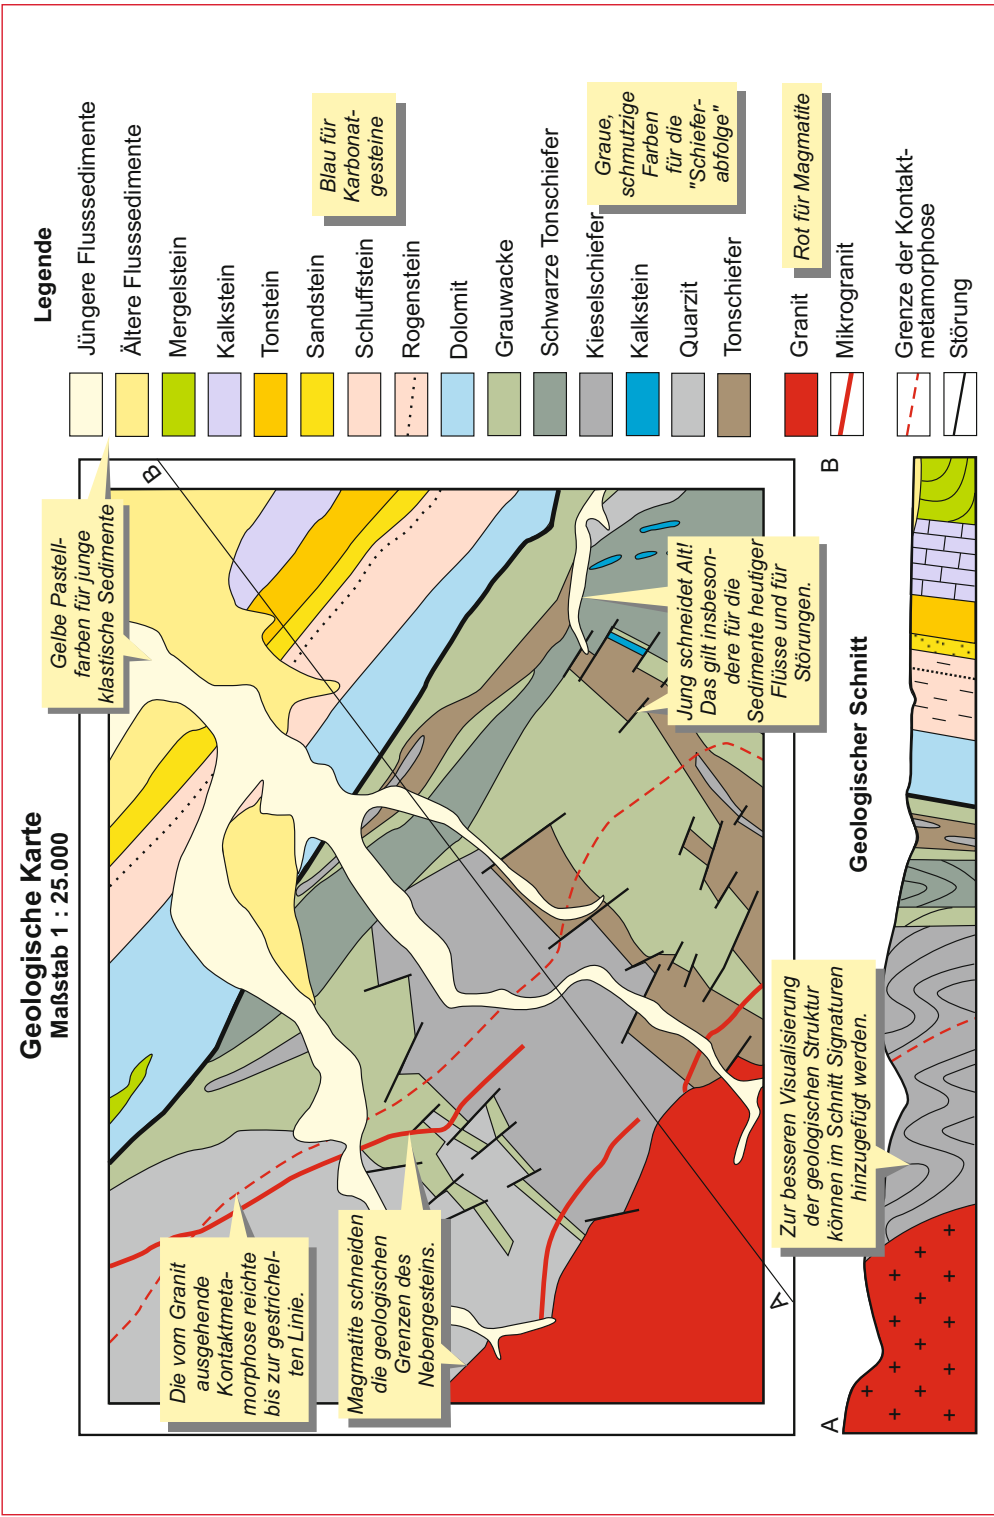 Geologische Karte
Maßstab 1 : 25.000
Gelbe Pastell-
farben für junge
klastische Sedimente
Die vom Granit
ausgehende
Kontaktmeta-
morphose reichte
bis zur gestrichel-
ten Linie.
Magmatite schneiden
die geologischen
Grenzen des
Nebengesteins.
Jung schneidet Alt!
Das gilt insbeson-
dere für die
Sedimente heutiger
Flüsse und für
Störungen.
A
B
Legende
Jüngere Flusssedimente
Ältere Flusssedimente
Mergelstein
Kalkstein
Tonstein
Sandstein
Schluffstein
Rogenstein
Dolomit
Grauwacke
Schwarze Tonschiefer
Kieselschiefer
Kalkstein
Quarzit
Tonschiefer
Granit
Mikrogranit
Grenze der Kontakt-
metamorphose
Störung
Blau für
Karbonat-
gesteine
Graue,
schmutzige
Farben
für die
"Schiefer-
abfolge"
Rot für Magmatite
Geologischer Schnitt
A
B
Zur besseren Visualisierung
der geologischen Struktur
können im Schnitt Signaturen
hinzugefügt werden.